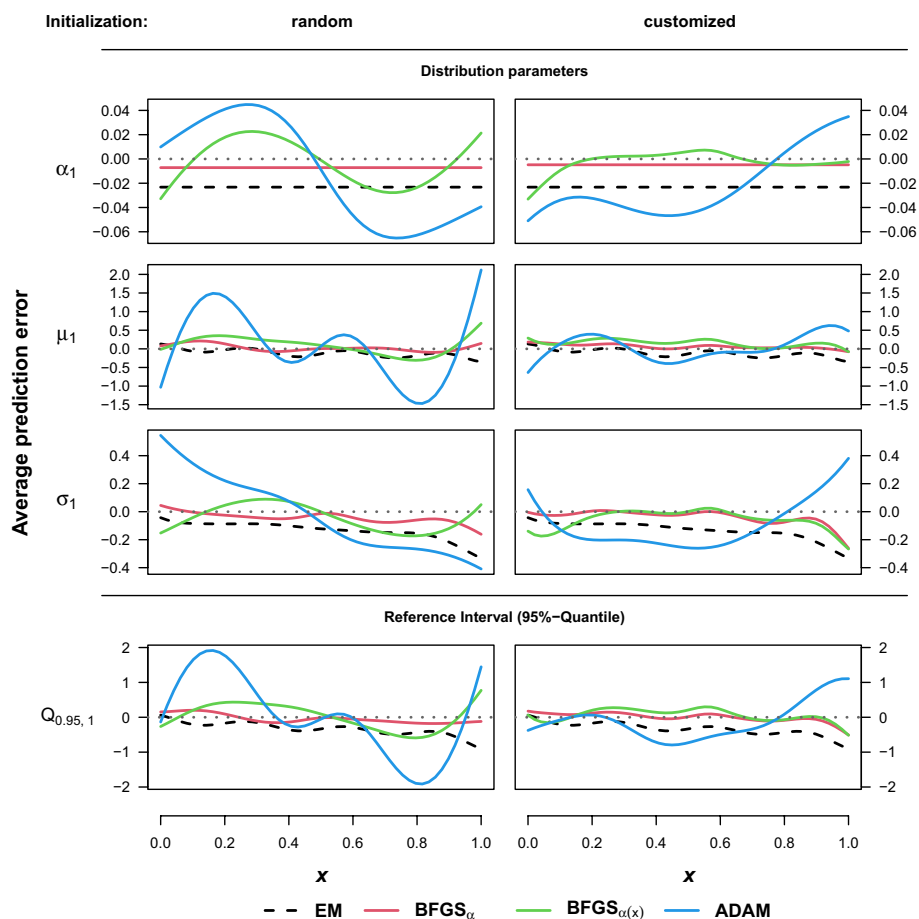 Initialization: random customized
Distribution parameters
α1
0.04 0.02 0.00 −0.02 −0.04 −0.06
0.04 0.02 0.00 −0.02 −0.04 −0.06
μ1
2.0 1.5 1.0 0.5 0.0 −0.5 −1.0 −1.5
2.0 1.5 1.0 0.5 0.0 −0.5 −1.0 −1.5
Average prediction error
σ1
0.4 0.2 0.0 −0.2 −0.4
0.4 0.2 0.0 −0.2 −0.4
Reference Interval (95%−Quantile)
Q0.95, 1
2 1 0 −1 −2
2 1 0 −1 −2
0.0 0.2 0.4 0.6 0.8 1.0 0.0 0.2 0.4 0.6 0.8 1.0
x x
EM BFGSα BFGSα(x) ADAM